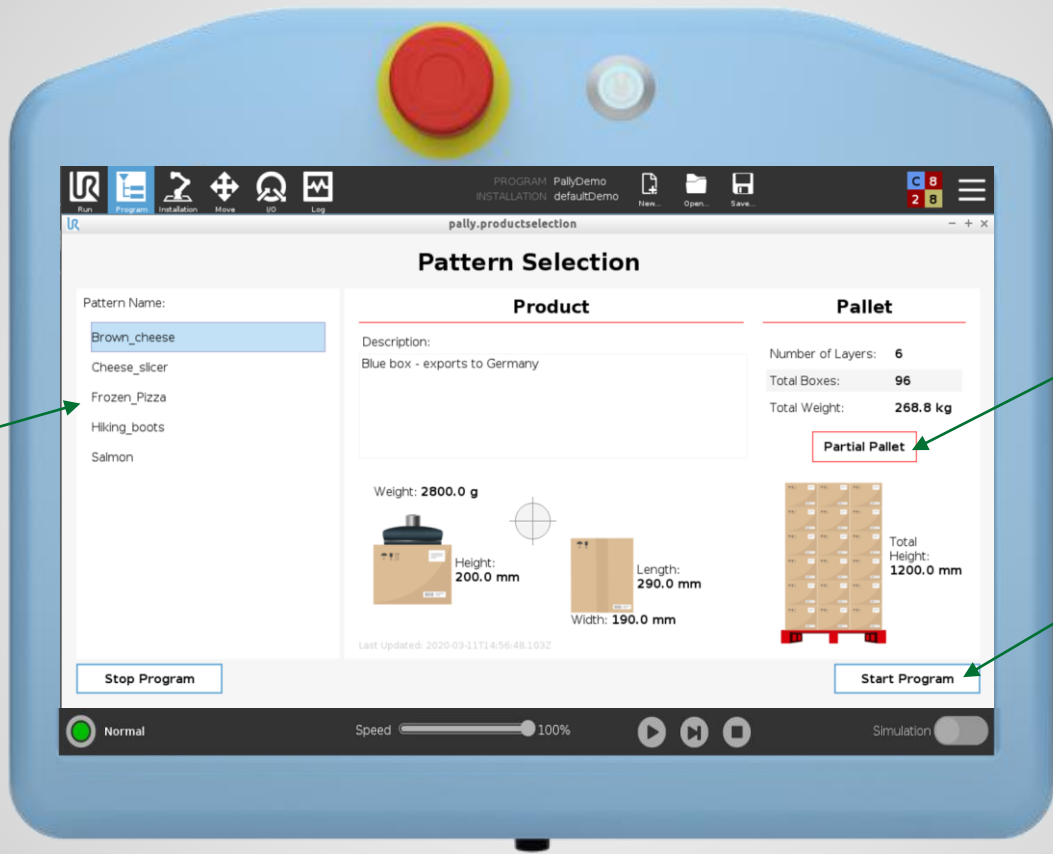 UR
Run
Program
Installation
Move
I/O
Log
PROGRAM PallyDemo
INSTALLATION defaultDemo
New...
Open...
Save...
C 8
2 8
UR pally.productselection - + ×
Pattern Selection
Pattern Name:
Brown_cheese
Cheese_slicer
Frozen_Pizza
Hiking_boots
Salmon
Product
Description:
Blue box - exports to Germany
Weight: 2800.0 g
Height:
200.0 mm
Length:
290.0 mm
Width: 190.0 mm
Last Updated: 2020-03-11T14:56:48.103Z
Pallet
Number of Layers: 6
Total Boxes: 96
Total Weight: 268.8 kg
Partial Pallet
Total
Height:
1200.0 mm
Stop Program
Start Program
Normal
Speed 100%
Simulation